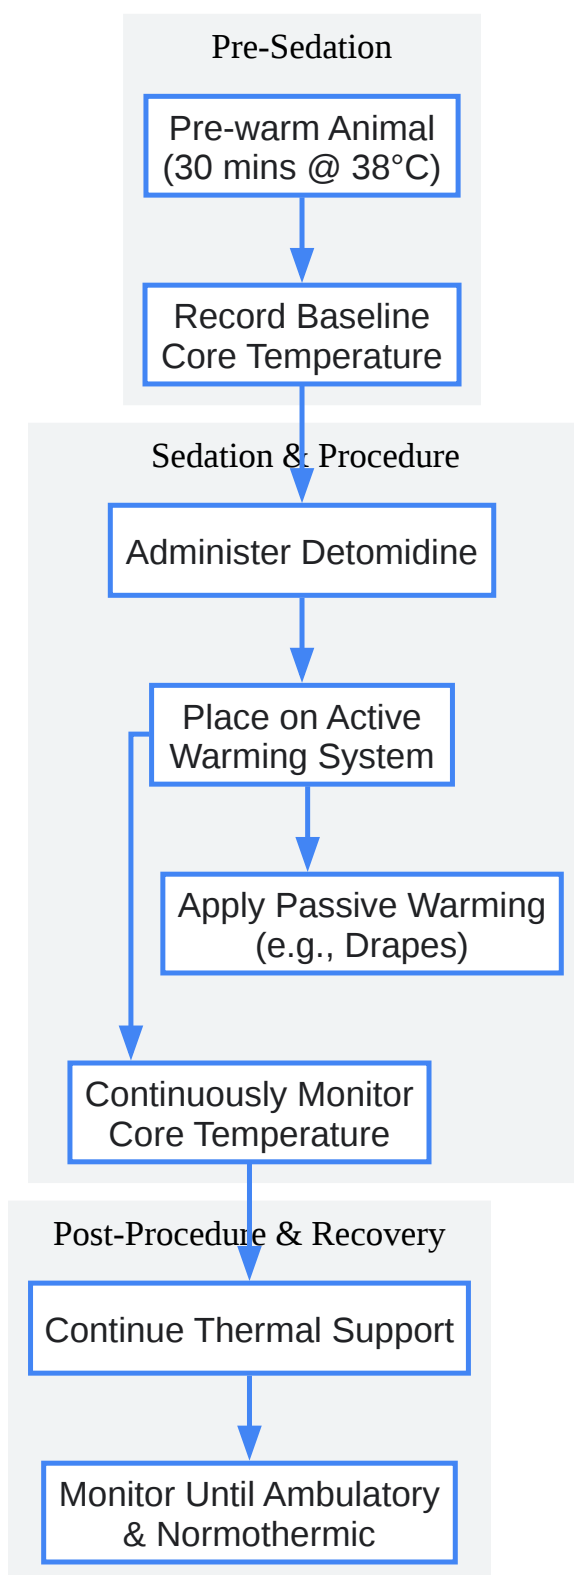 Pre-Sedation
Pre-warm Animal
(30 mins @ 38°C)
Record Baseline
Core Temperature
Sedation & Procedure
Administer Detomidine
Place on Active
Warming System
Apply Passive Warming
(e.g., Drapes)
Continuously Monitor
Core Temperature
Post-Procedure & Recovery
Continue Thermal Support
Monitor Until Ambulatory
& Normothermic